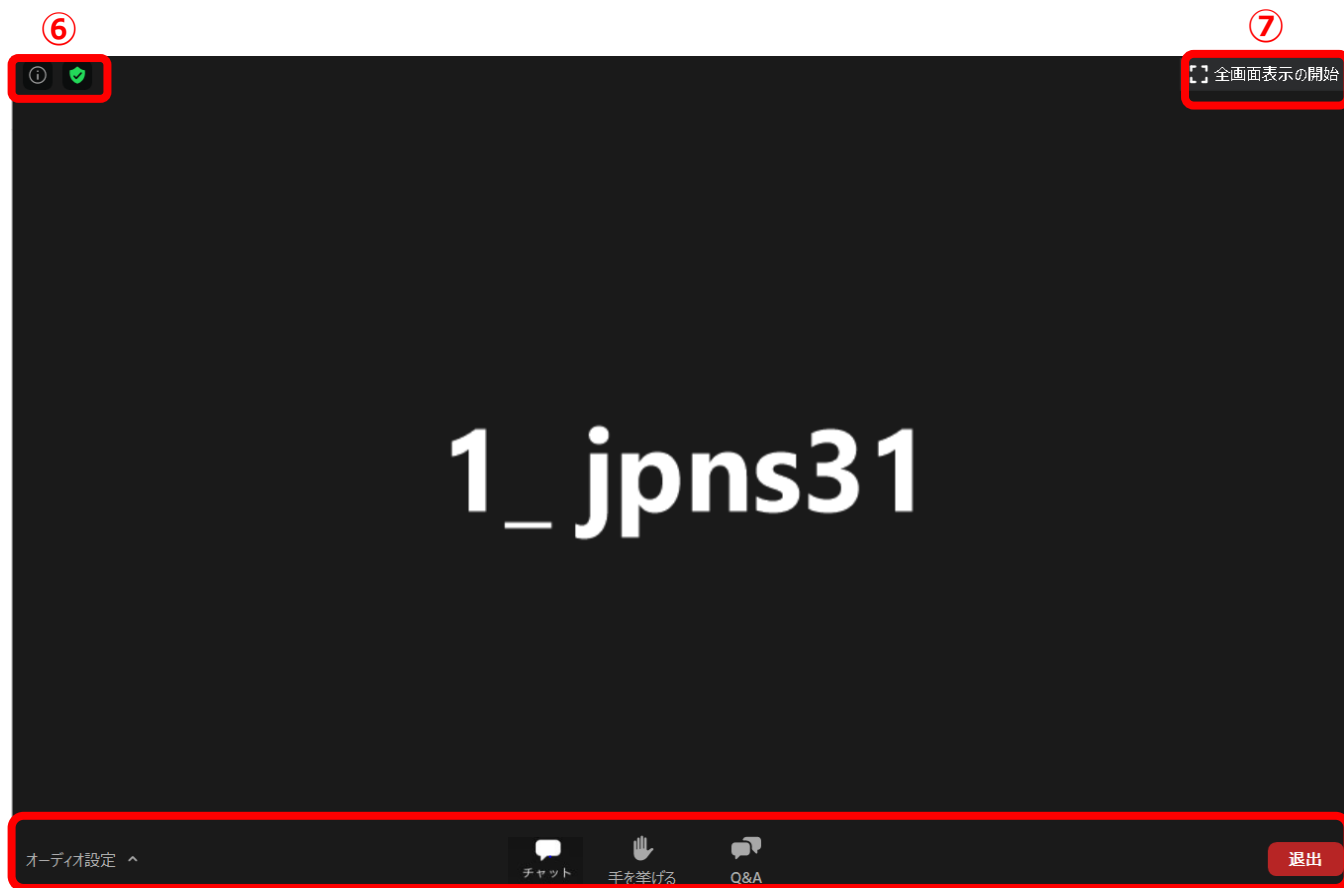 ⑥
⑦
全画面表示の開始
1_ jpns31
オーディオ設定 ^
チャット
手を挙げる
Q&A
退出